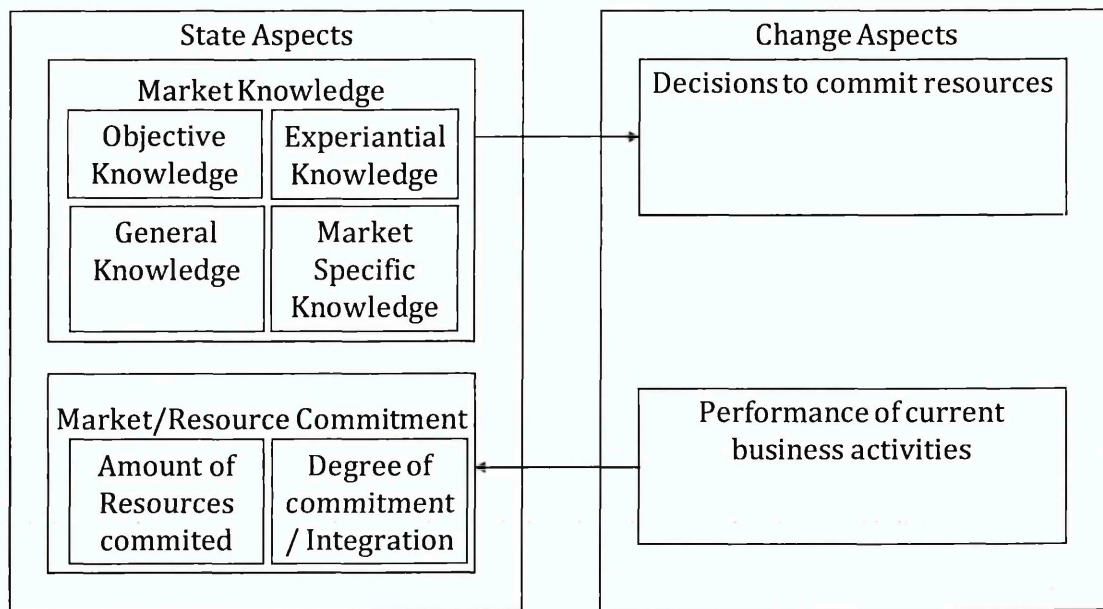 State Aspects
Market Knowledge
Objective
Knowledge
Experiantial
Knowledge
General
Knowledge
Market
Specific
Knowledge
Market/Resource Commitment
Amount of
Resources
commited
Degree of
commitment
/ Integration
Change Aspects
Decisions to commit resources
Performance of current
business activities